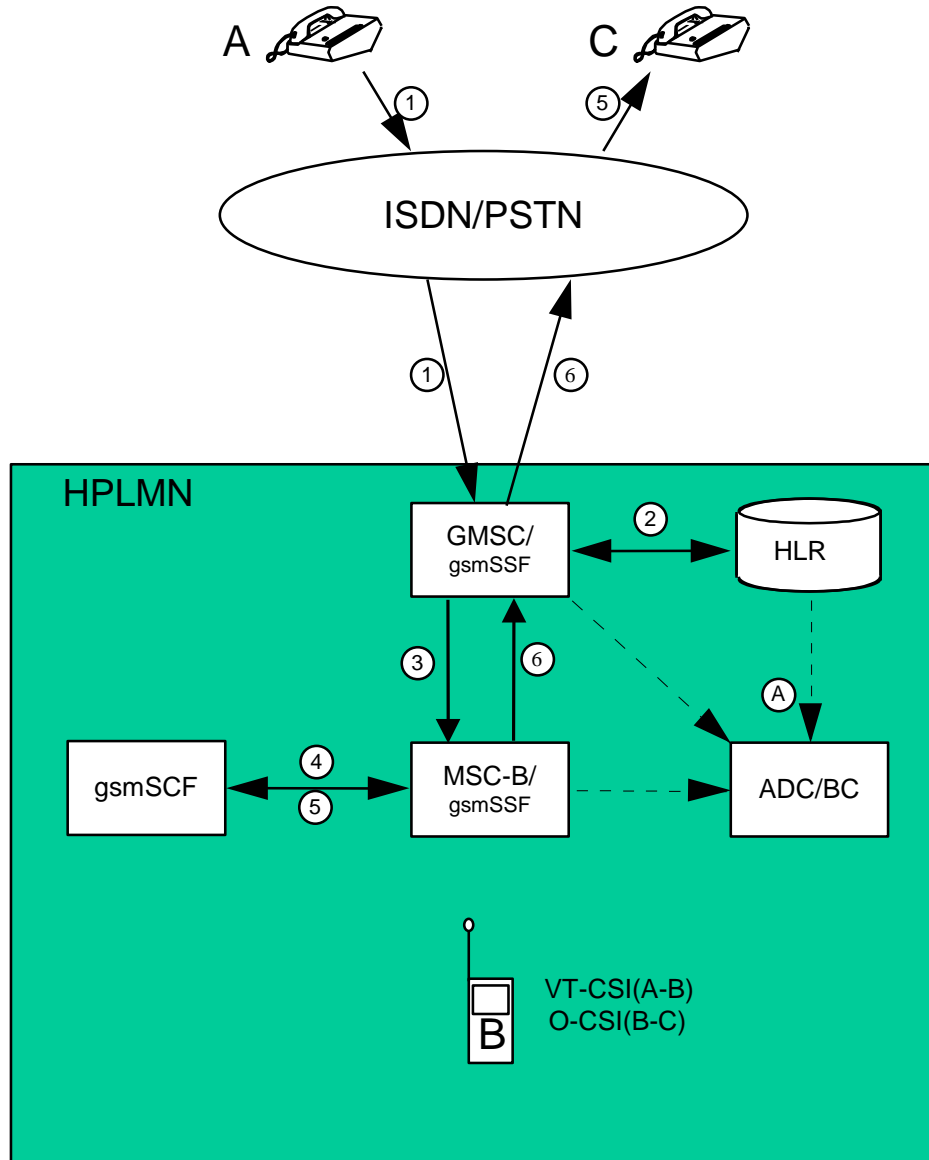 A
C
1
5
ISDN/PSTN
1
6
HPLMN
GMSC/
gsmSSF
2
HLR
3
6
A
gsmSCF
4
5
MSC-B/
gsmSSF
ADC/BC
B
VT-CSI(A-B)
O-CSI(B-C)